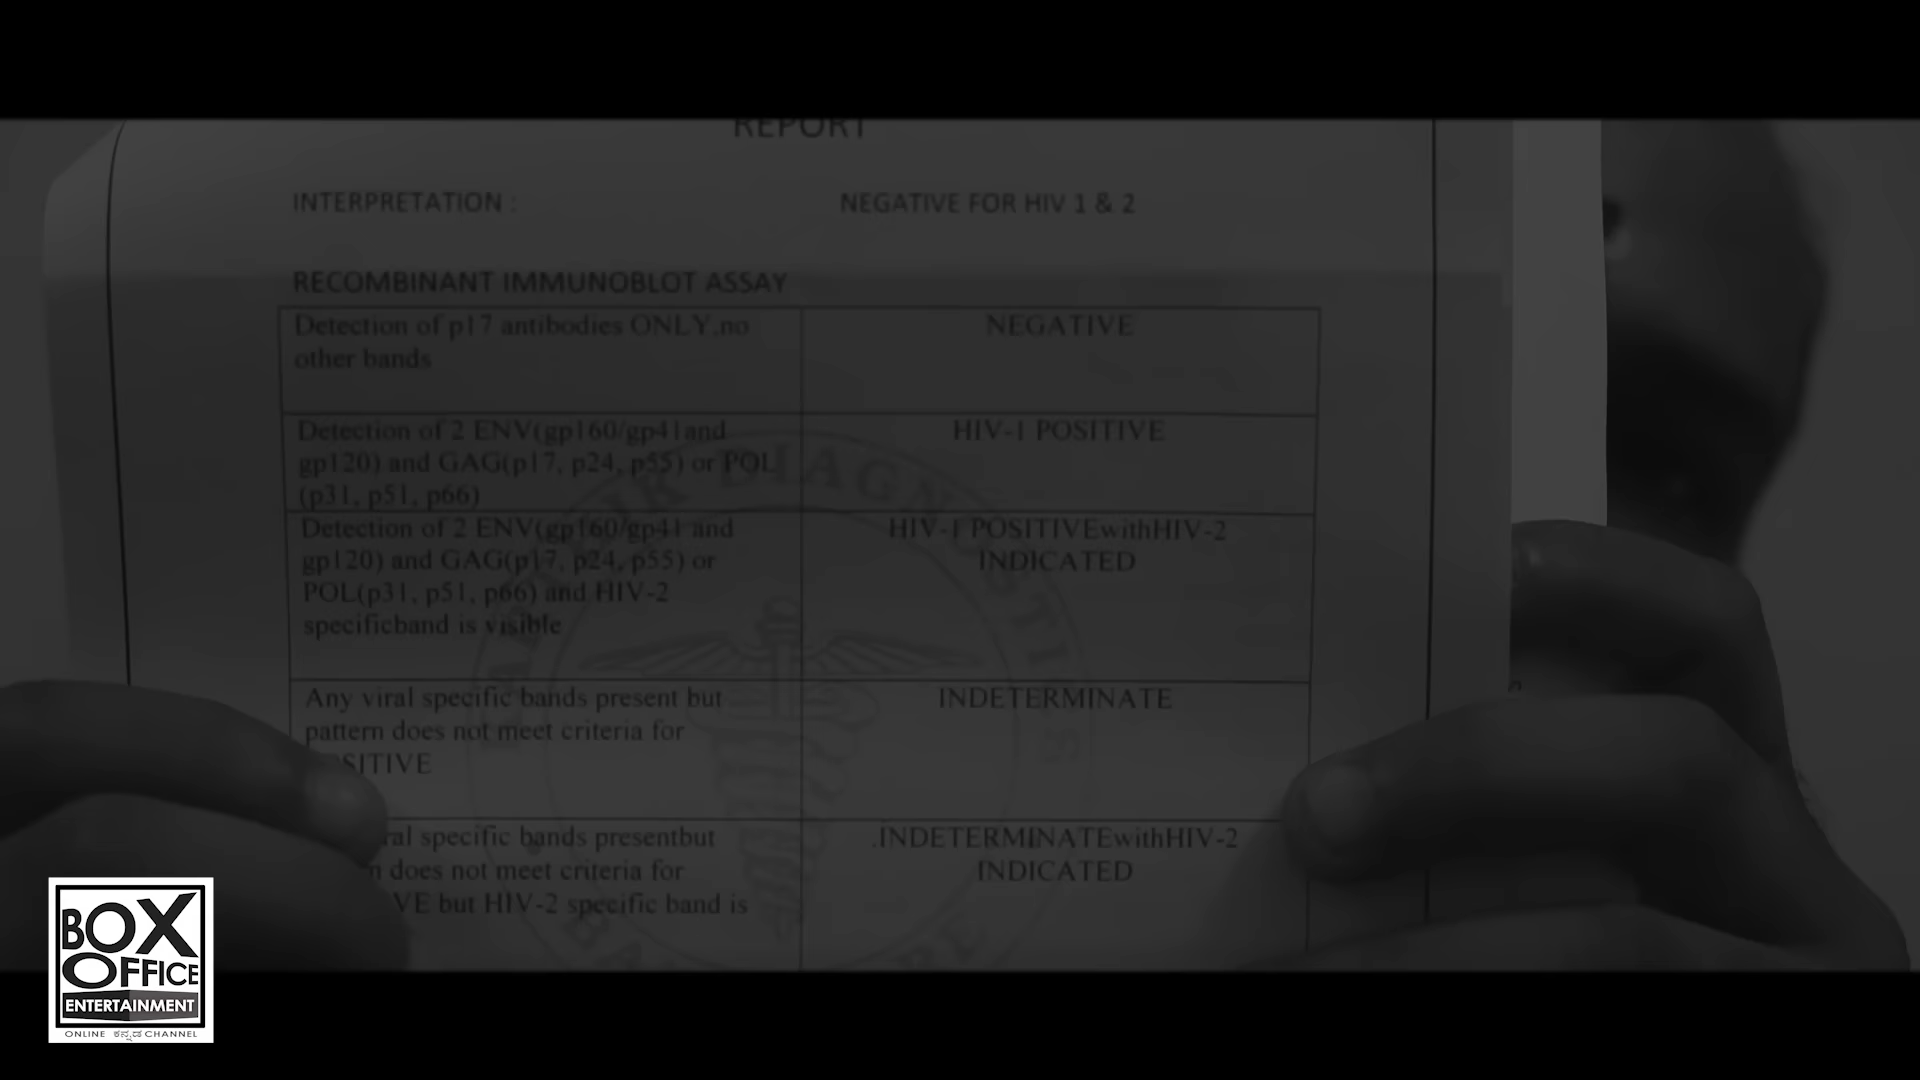 REPORT
INTERPRETATION :
NEGATIVE FOR HIV 1 & 2
RECOMBINANT IMMUNOBLOT ASSAY
Detection of p17 antibodies ONLY,no
other bands
NEGATIVE
Detection of 2 ENV(gp160/gp41and
gp120) and GAG(p17, p24, p55) or POL
(p31, p51, p66)
HIV-1 POSITIVE
Detection of 2 ENV(gp160/gp41 and
gp120) and GAG(p17, p24, p55) or
POL(p31, p51, p66) and HIV-2
specificband is visible
HIV-1 POSITIVEwithHIV-2
INDICATED
Any viral specific bands present but
pattern does not meet criteria for
SITIVE
INDETERMINATE
ral specific bands presentbut
n does not meet criteria for
VE but HIV-2 specific band is
.INDETERMINATEwithHIV-2
INDICATED
DIAGNOSTICS
BOX
OFFICE
ENTERTAINMENT
ONLINE ಕನ್ನಡ CHANNEL